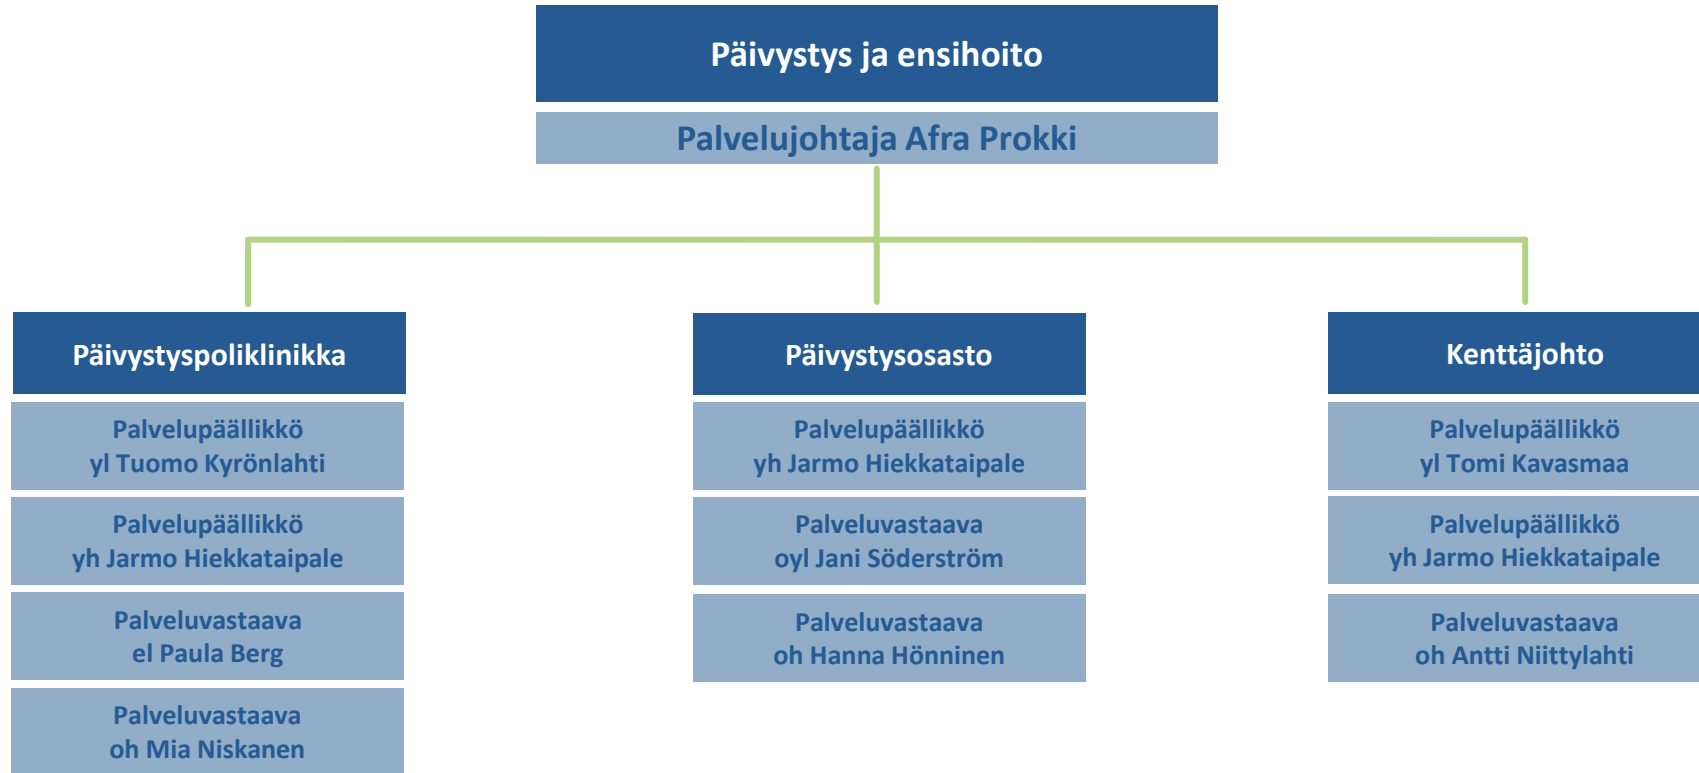 Päivystys ja ensihoito
Palvelujohtaja Afra Prokki
Päivystyspoliklinikka
Palvelupäällikkö
yl Tuomo Kyrönlahti
Palvelupäällikkö
yh Jarmo Hiekkataipale
Palveluvastaava
el Paula Berg
Palveluvastaava
oh Mia Niskanen
Päivystysosasto
Palvelupäällikkö
yh Jarmo Hiekkataipale
Palveluvastaava
oyl Jani Söderström
Palveluvastaava
oh Hanna Hönninen
Kenttäjohto
Palvelupäällikkö
yl Tomi Kavasmaa
Palvelupäällikkö
yh Jarmo Hiekkataipale
Palveluvastaava
oh Antti Niittylahti